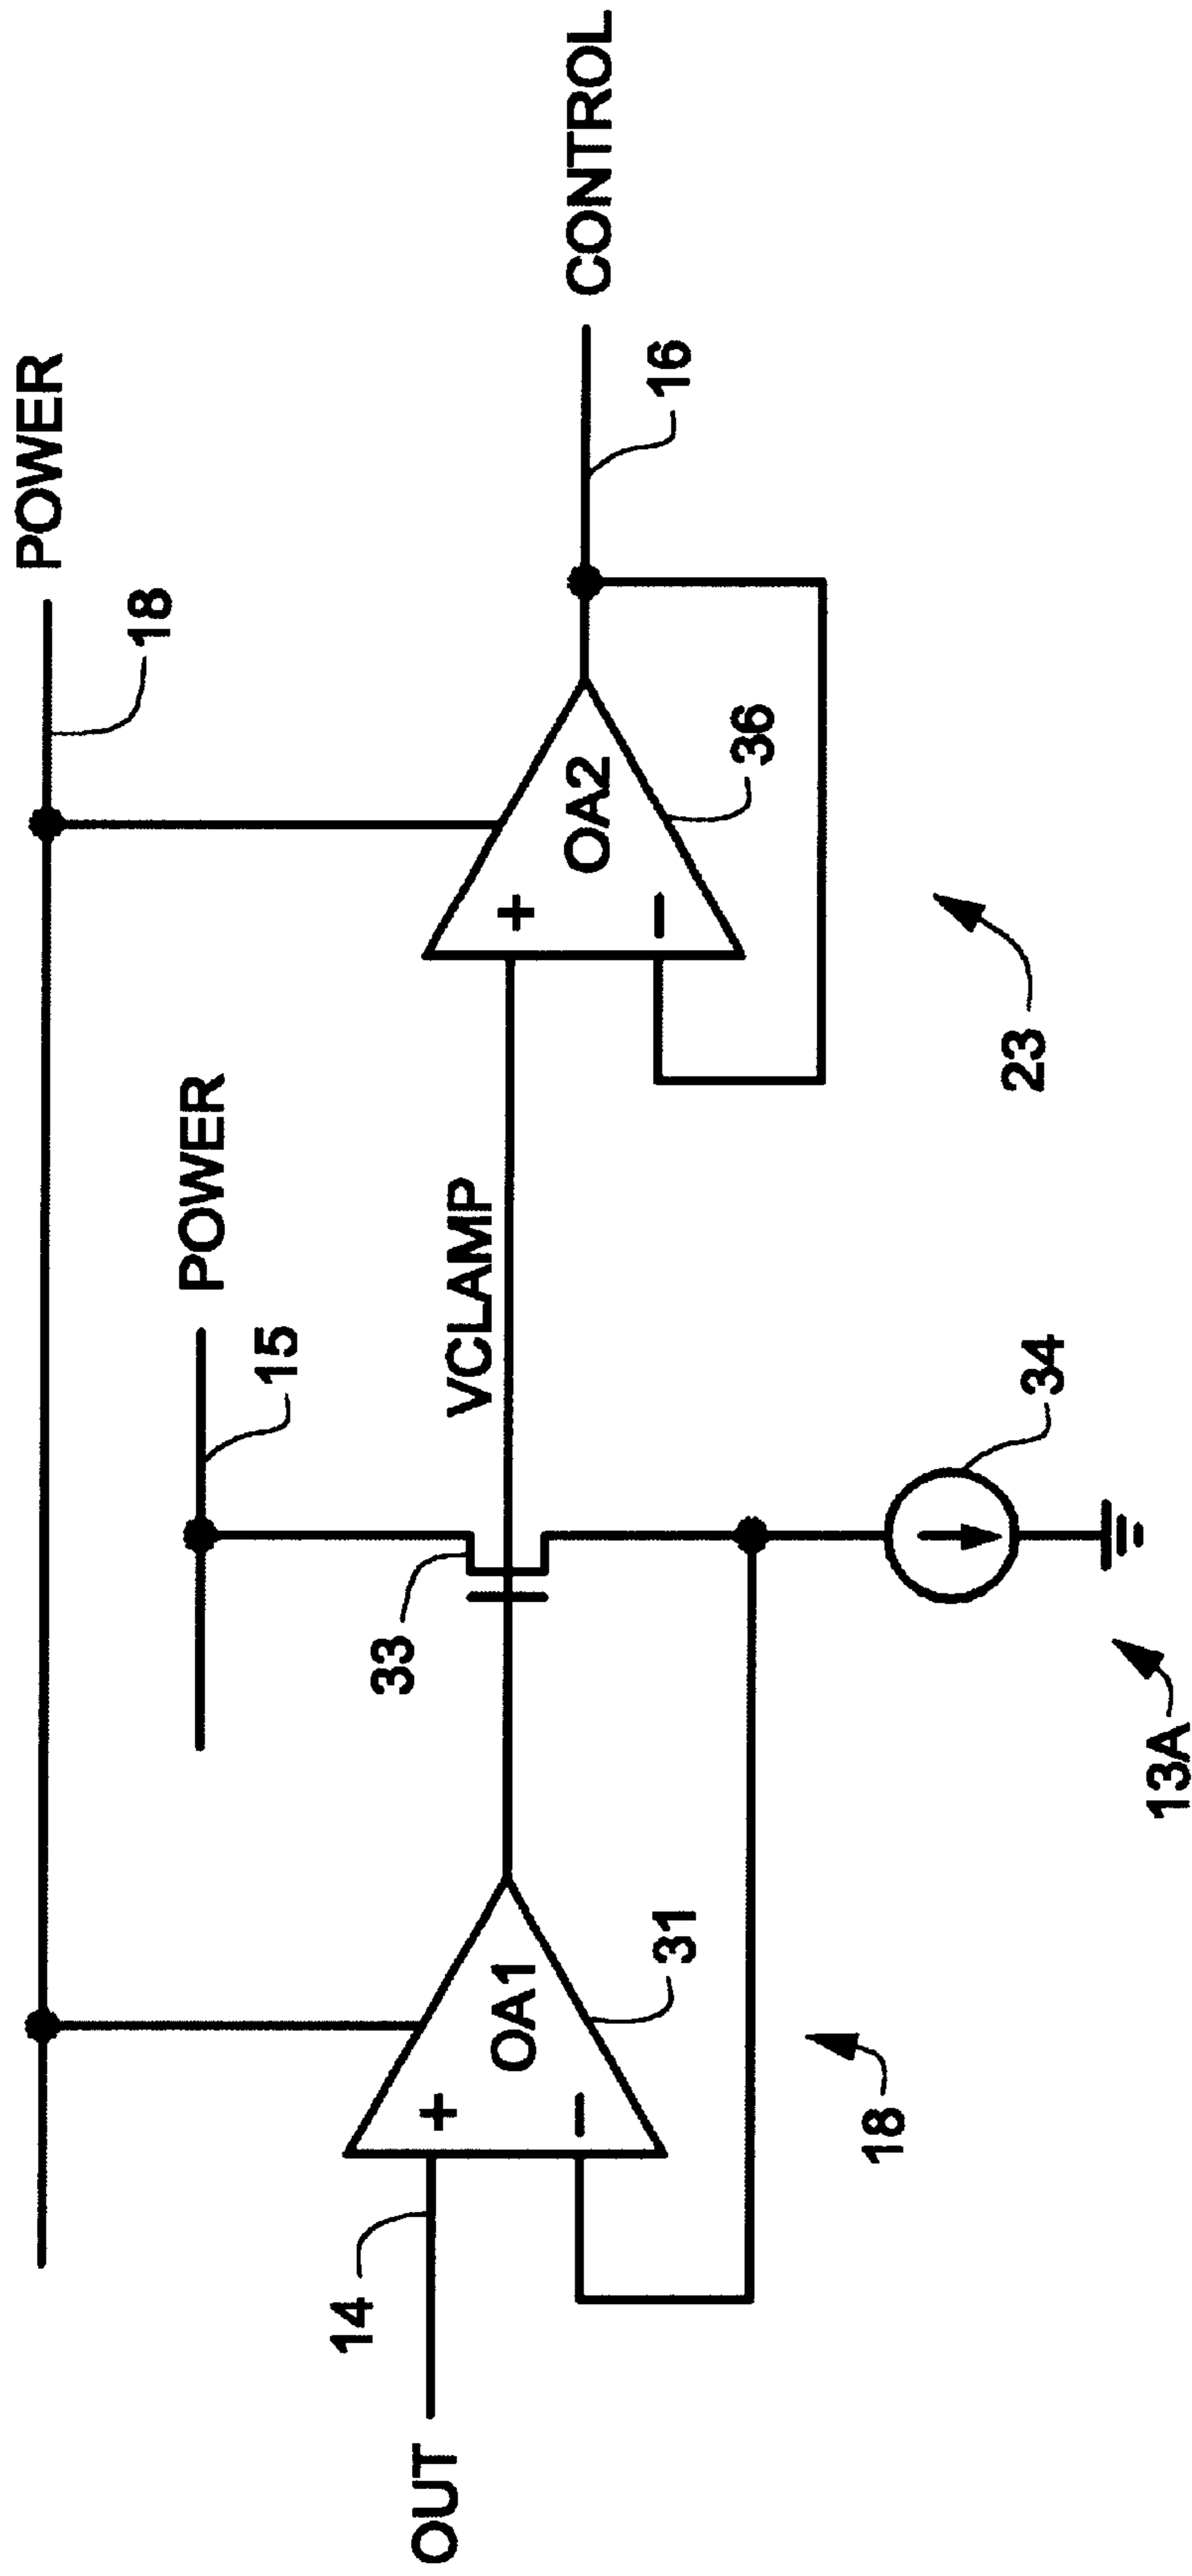 POWER
18
POWER
15
VCLAMP
CONTROL
16
33
OUT
14
+
−
OA1
31
+
−
OA2
36
34
18
13A
23